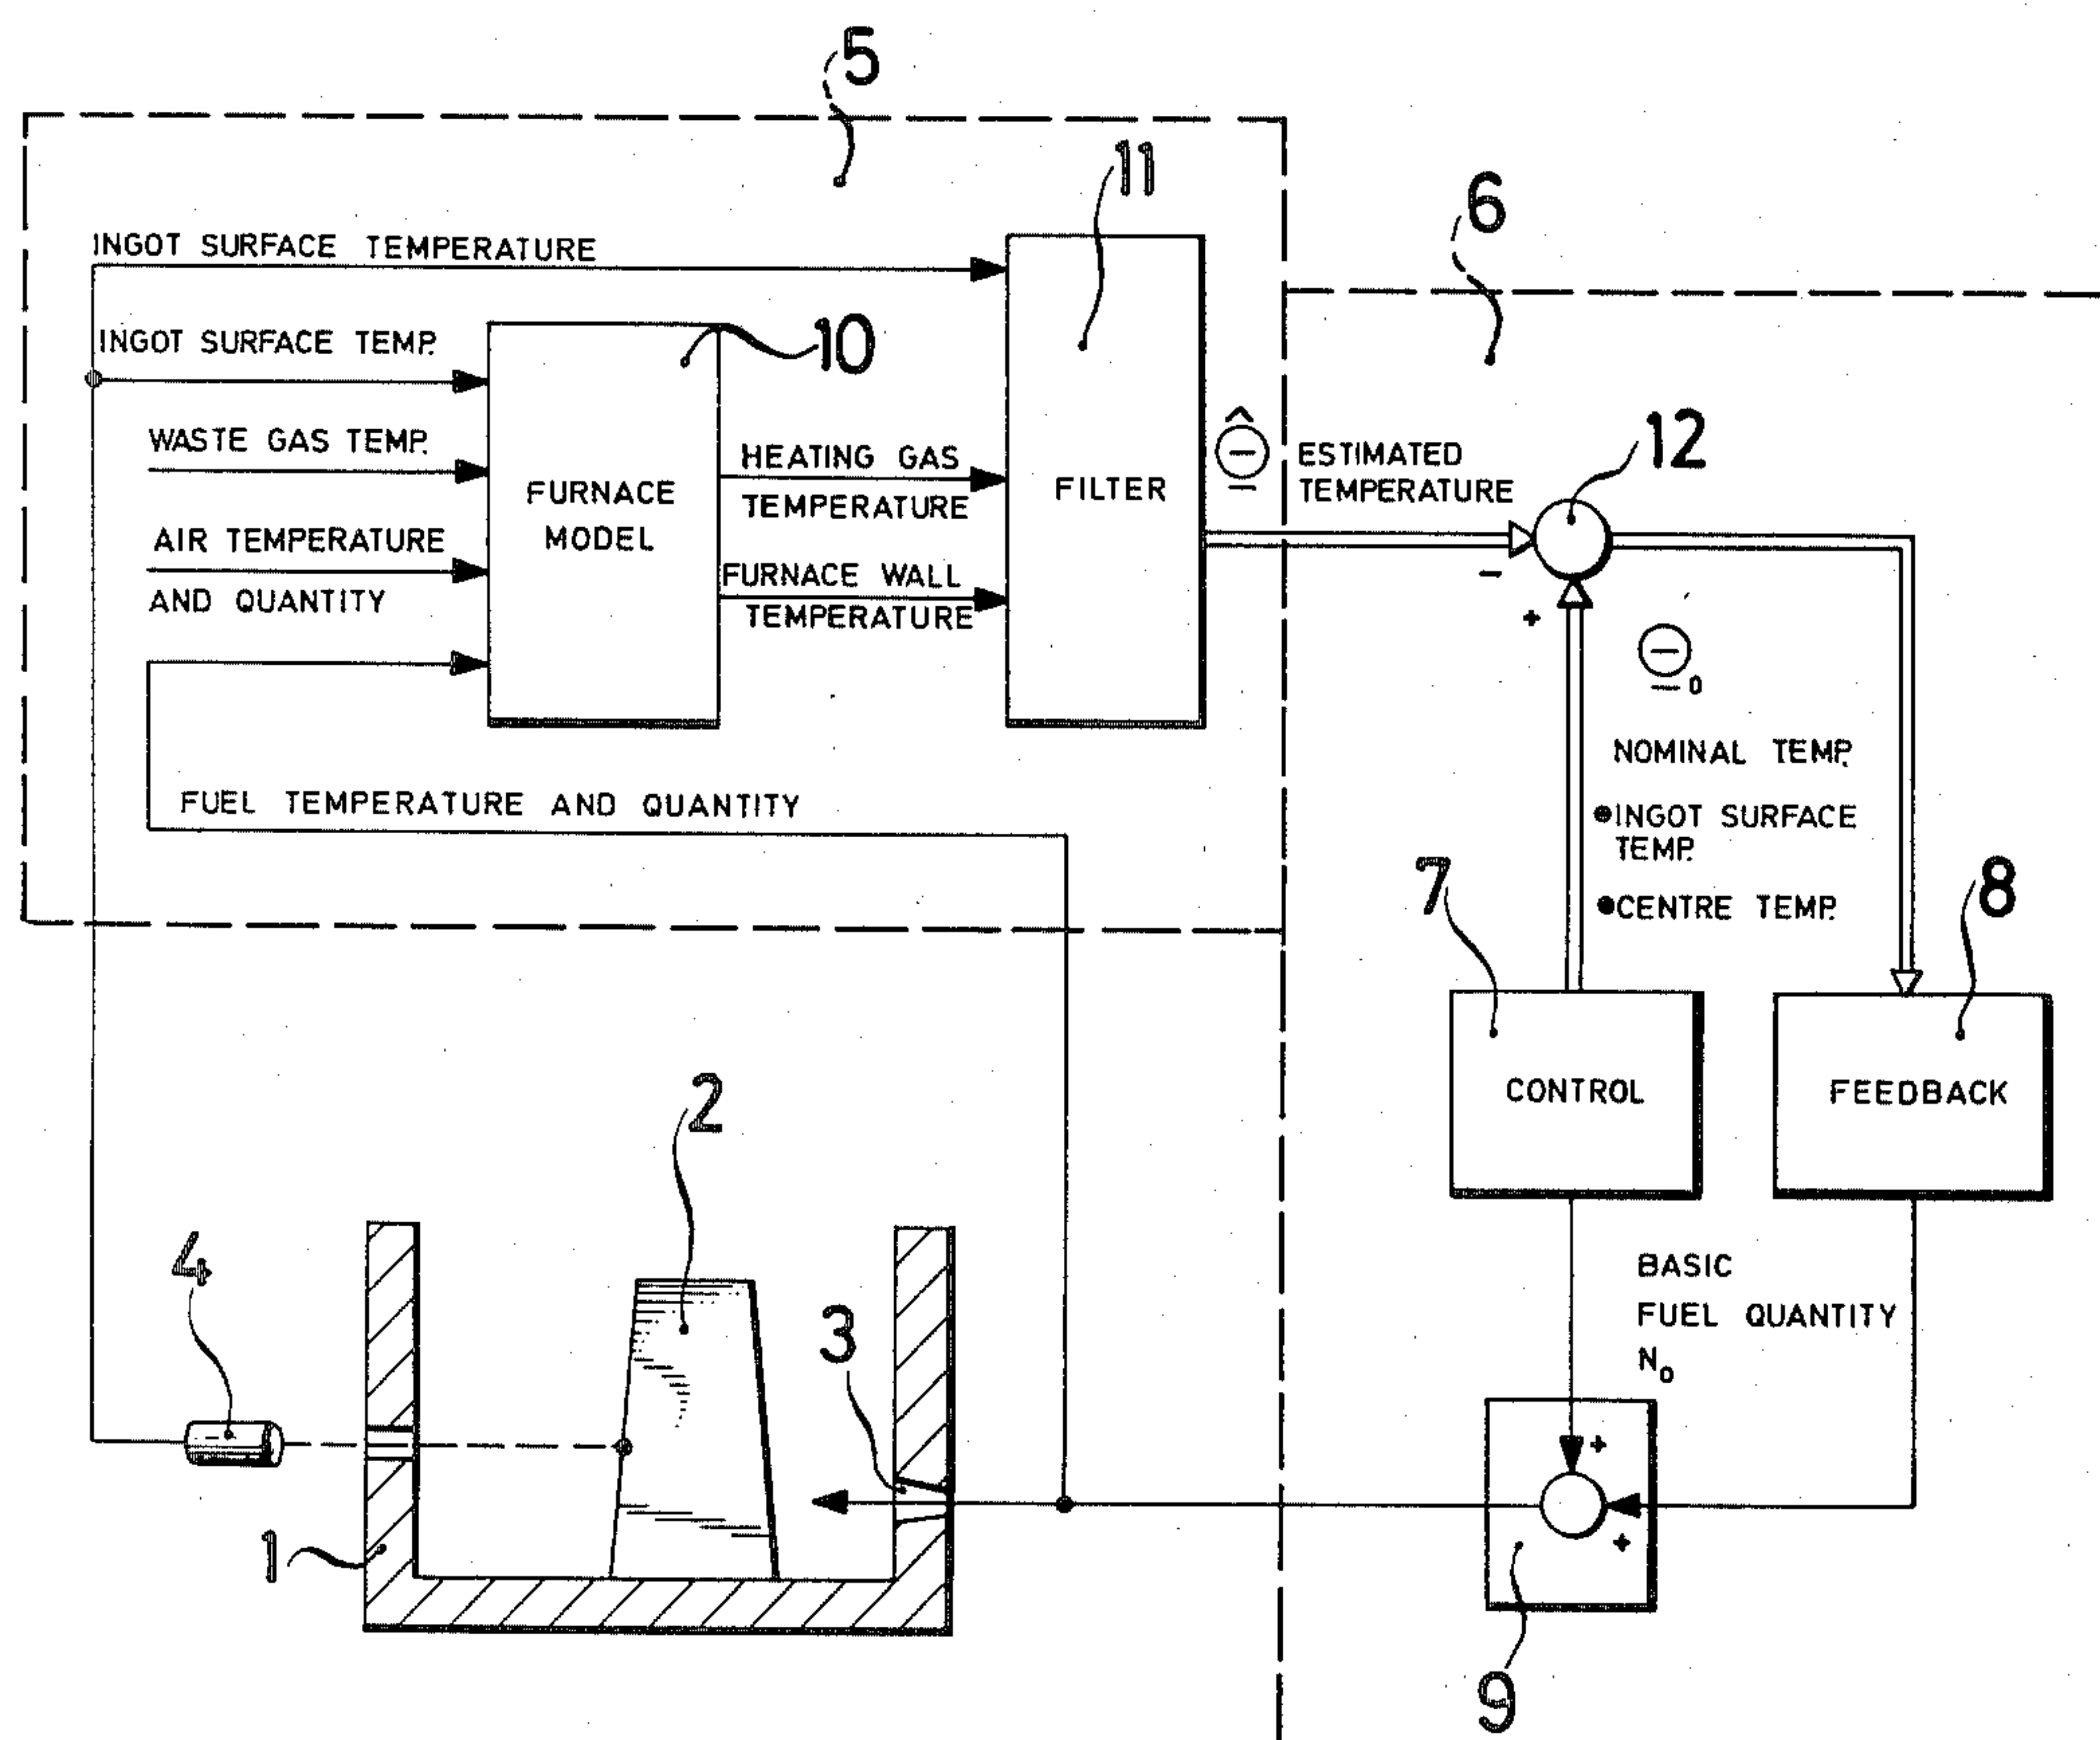 5
11
6
INGOT SURFACE TEMPERATURE
INGOT SURFACE TEMP.
10
12
WASTE GAS TEMP.
HEATING GAS
TEMPERATURE
FURNACE
MODEL
FILTER
^
Θ
ESTIMATED
TEMPERATURE
AIR TEMPERATURE
AND QUANTITY
FURNACE WALL
TEMPERATURE
-
+
Θ0
NOMINAL TEMP.
•INGOT SURFACE
TEMP.
•CENTRE TEMP.
FUEL TEMPERATURE AND QUANTITY
7
8
CONTROL
FEEDBACK
2
4
3
1
BASIC
FUEL QUANTITY
N0
+
+
9